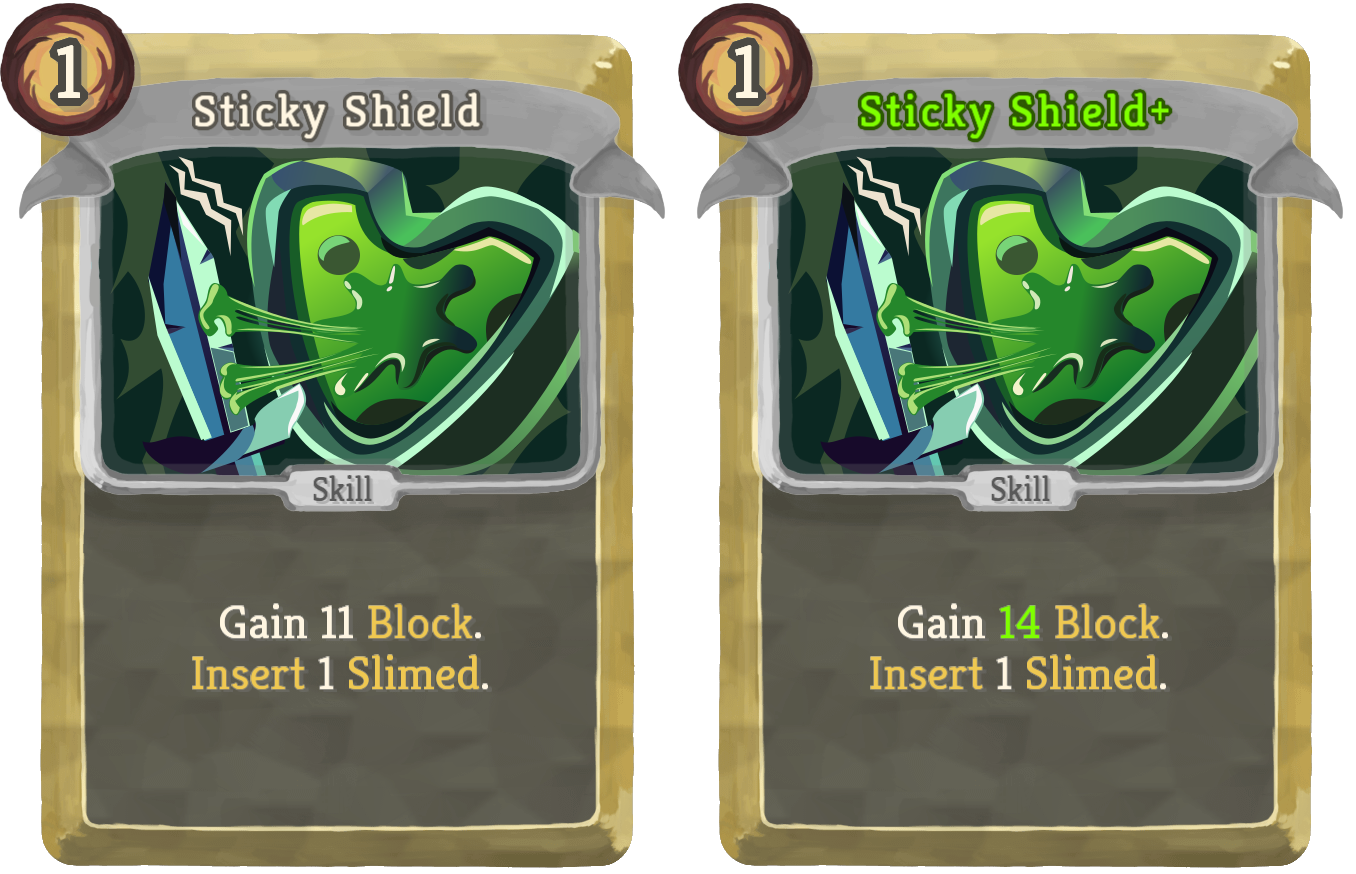 1
Sticky Shield
Skill
Gain 11 Block.
Insert 1 Slimed.
1
Sticky Shield+
Skill
Gain 14 Block.
Insert 1 Slimed.